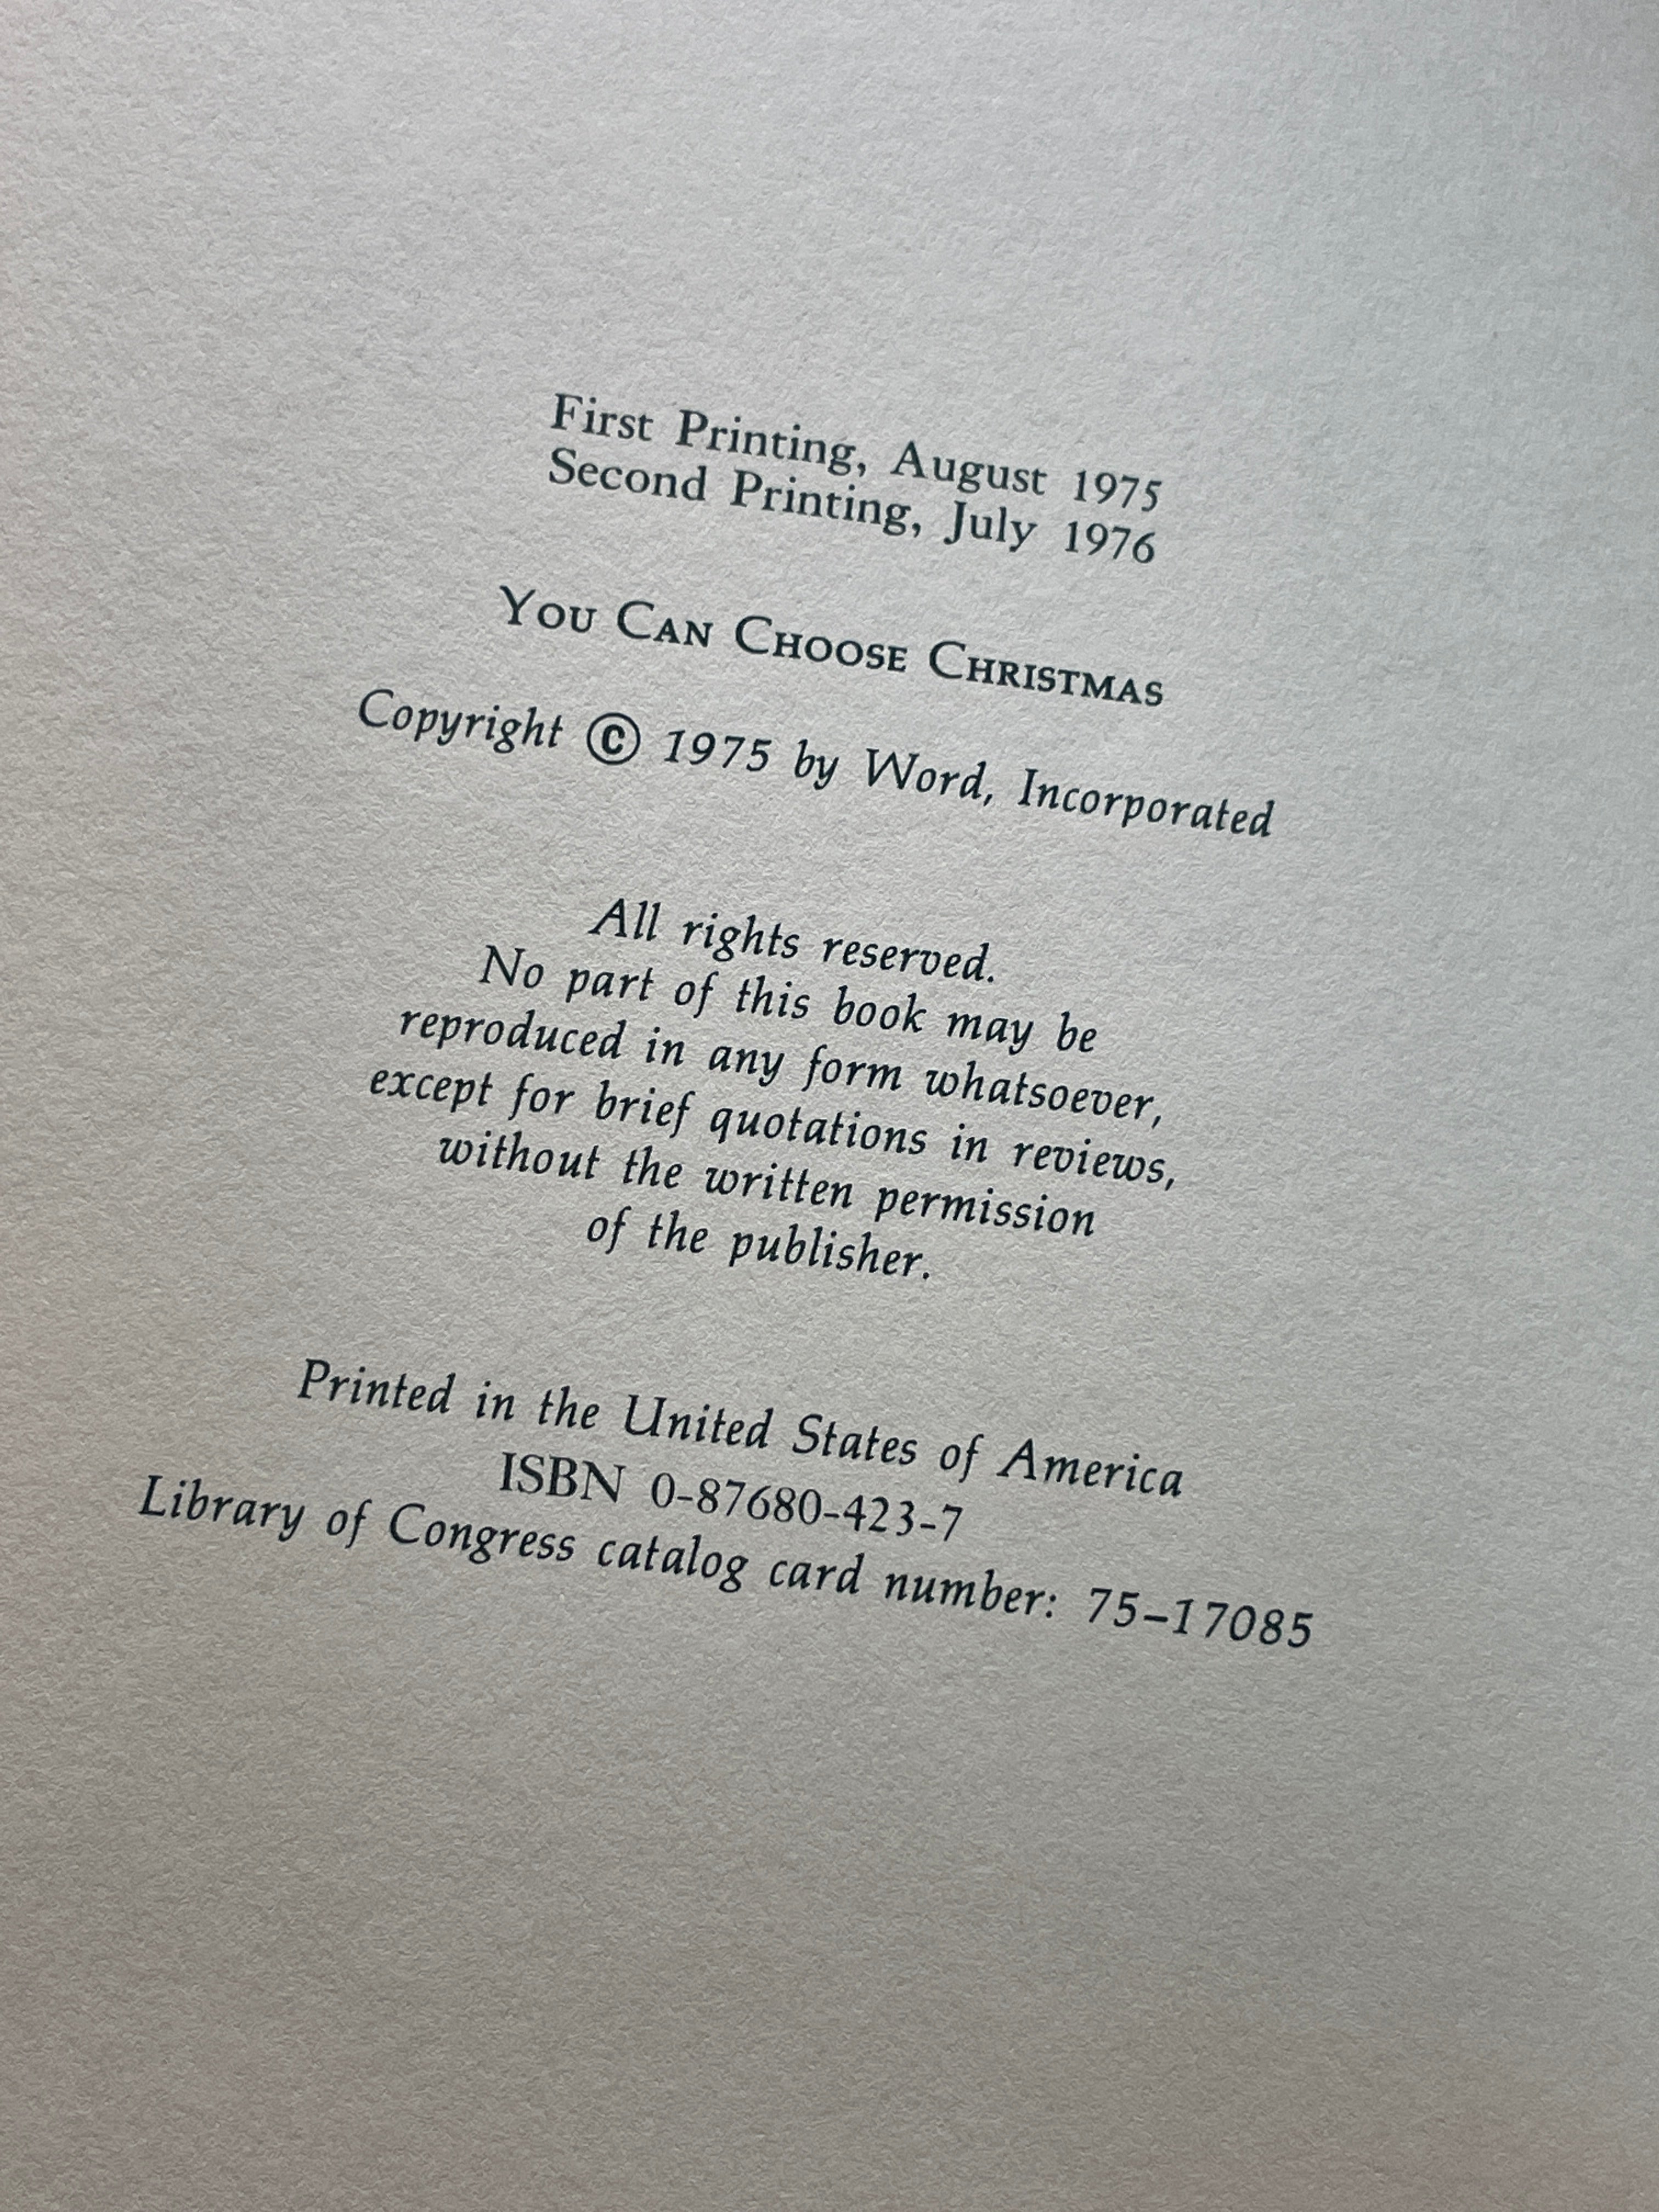 First Printing, August 1975
Second Printing, July 1976
You Can Choose Christmas
Copyright © 1975 by Word, Incorporated
All rights reserved.
No part of this book may be
reproduced in any form whatsoever,
except for brief quotations in reviews,
without the written permission
of the publisher.
Printed in the United States of America
ISBN 0-87680-423-7
Library of Congress catalog card number: 75–17085